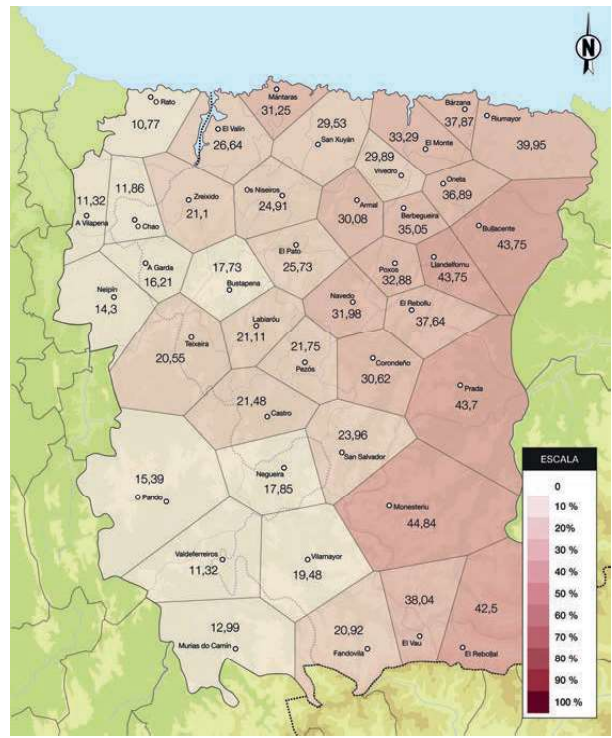 N
Rato
10,77
Mántaras
31,25
El Valín
26,64
29,53
San Xuyán
Bárzana
37,87
Riumayor
39,95
33,29
El Monte
29,89
Viveiro
Oneta
36,89
11,32
A Vilapena
11,86
Chao
Zreixido
21,1
Os Niseiros
24,91
Armal
30,08
Berbegueira
35,05
Bullacente
43,75
A Garda
16,21
17,73
Bustapena
El Pato
25,73
Poxos
32,88
Llandelfornu
43,75
Neipín
14,3
Navedo
31,98
El Rebollu
37,64
Labiaróu
21,11
Teixeira
20,55
21,75
Pezós
Corondeño
30,62
Prada
43,7
21,48
Castro
23,96
San Salvador
15,39
Pando
Negueira
17,85
Monesteriu
44,84
Valdeferreiros
11,32
Vilamayor
19,48
12,99
Murias do Camín
20,92
Fandovila
38,04
El Vau
42,5
El Rebollal
ESCALA
0
10 %
20%
30 %
40 %
50 %
60 %
70 %
80 %
90 %
100 %